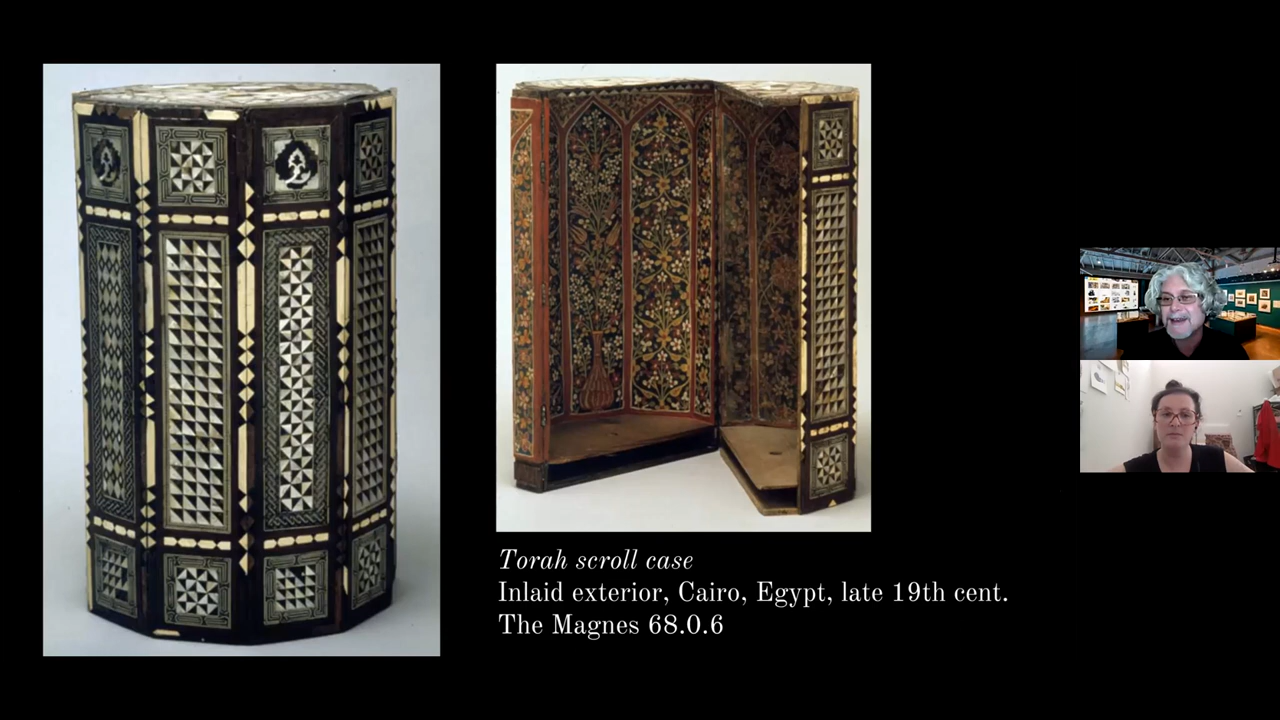 Torah scroll case
Inlaid exterior, Cairo, Egypt, late 19th cent.
The Magnes 68.0.6